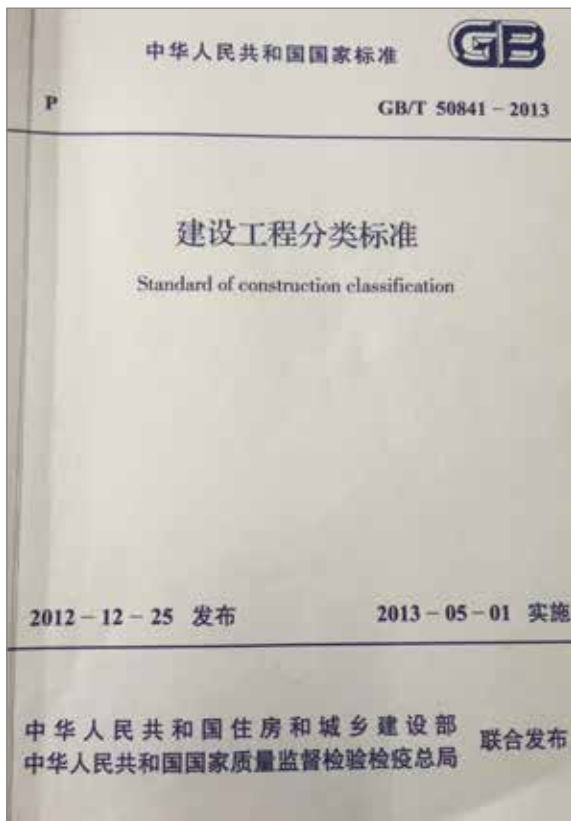 中华人民共和国国家标准
GB
P
GB/T 50841-2013
建设工程分类标准
Standard of construction classification
2012-12-25 发布
2013-05-01 实施
中华人民共和国住房和城乡建设部
中华人民共和国国家质量监督检验检疫总局
联合发布